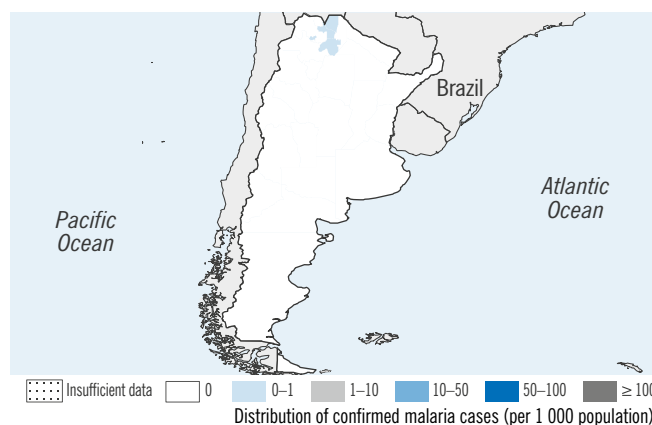 Brazil
Atlantic
Ocean
Pacific
Ocean
Insufficient data 0 0–1 1–10 10–50 50–100 ≥ 100
Distribution of confirmed malaria cases (per 1 000 population)